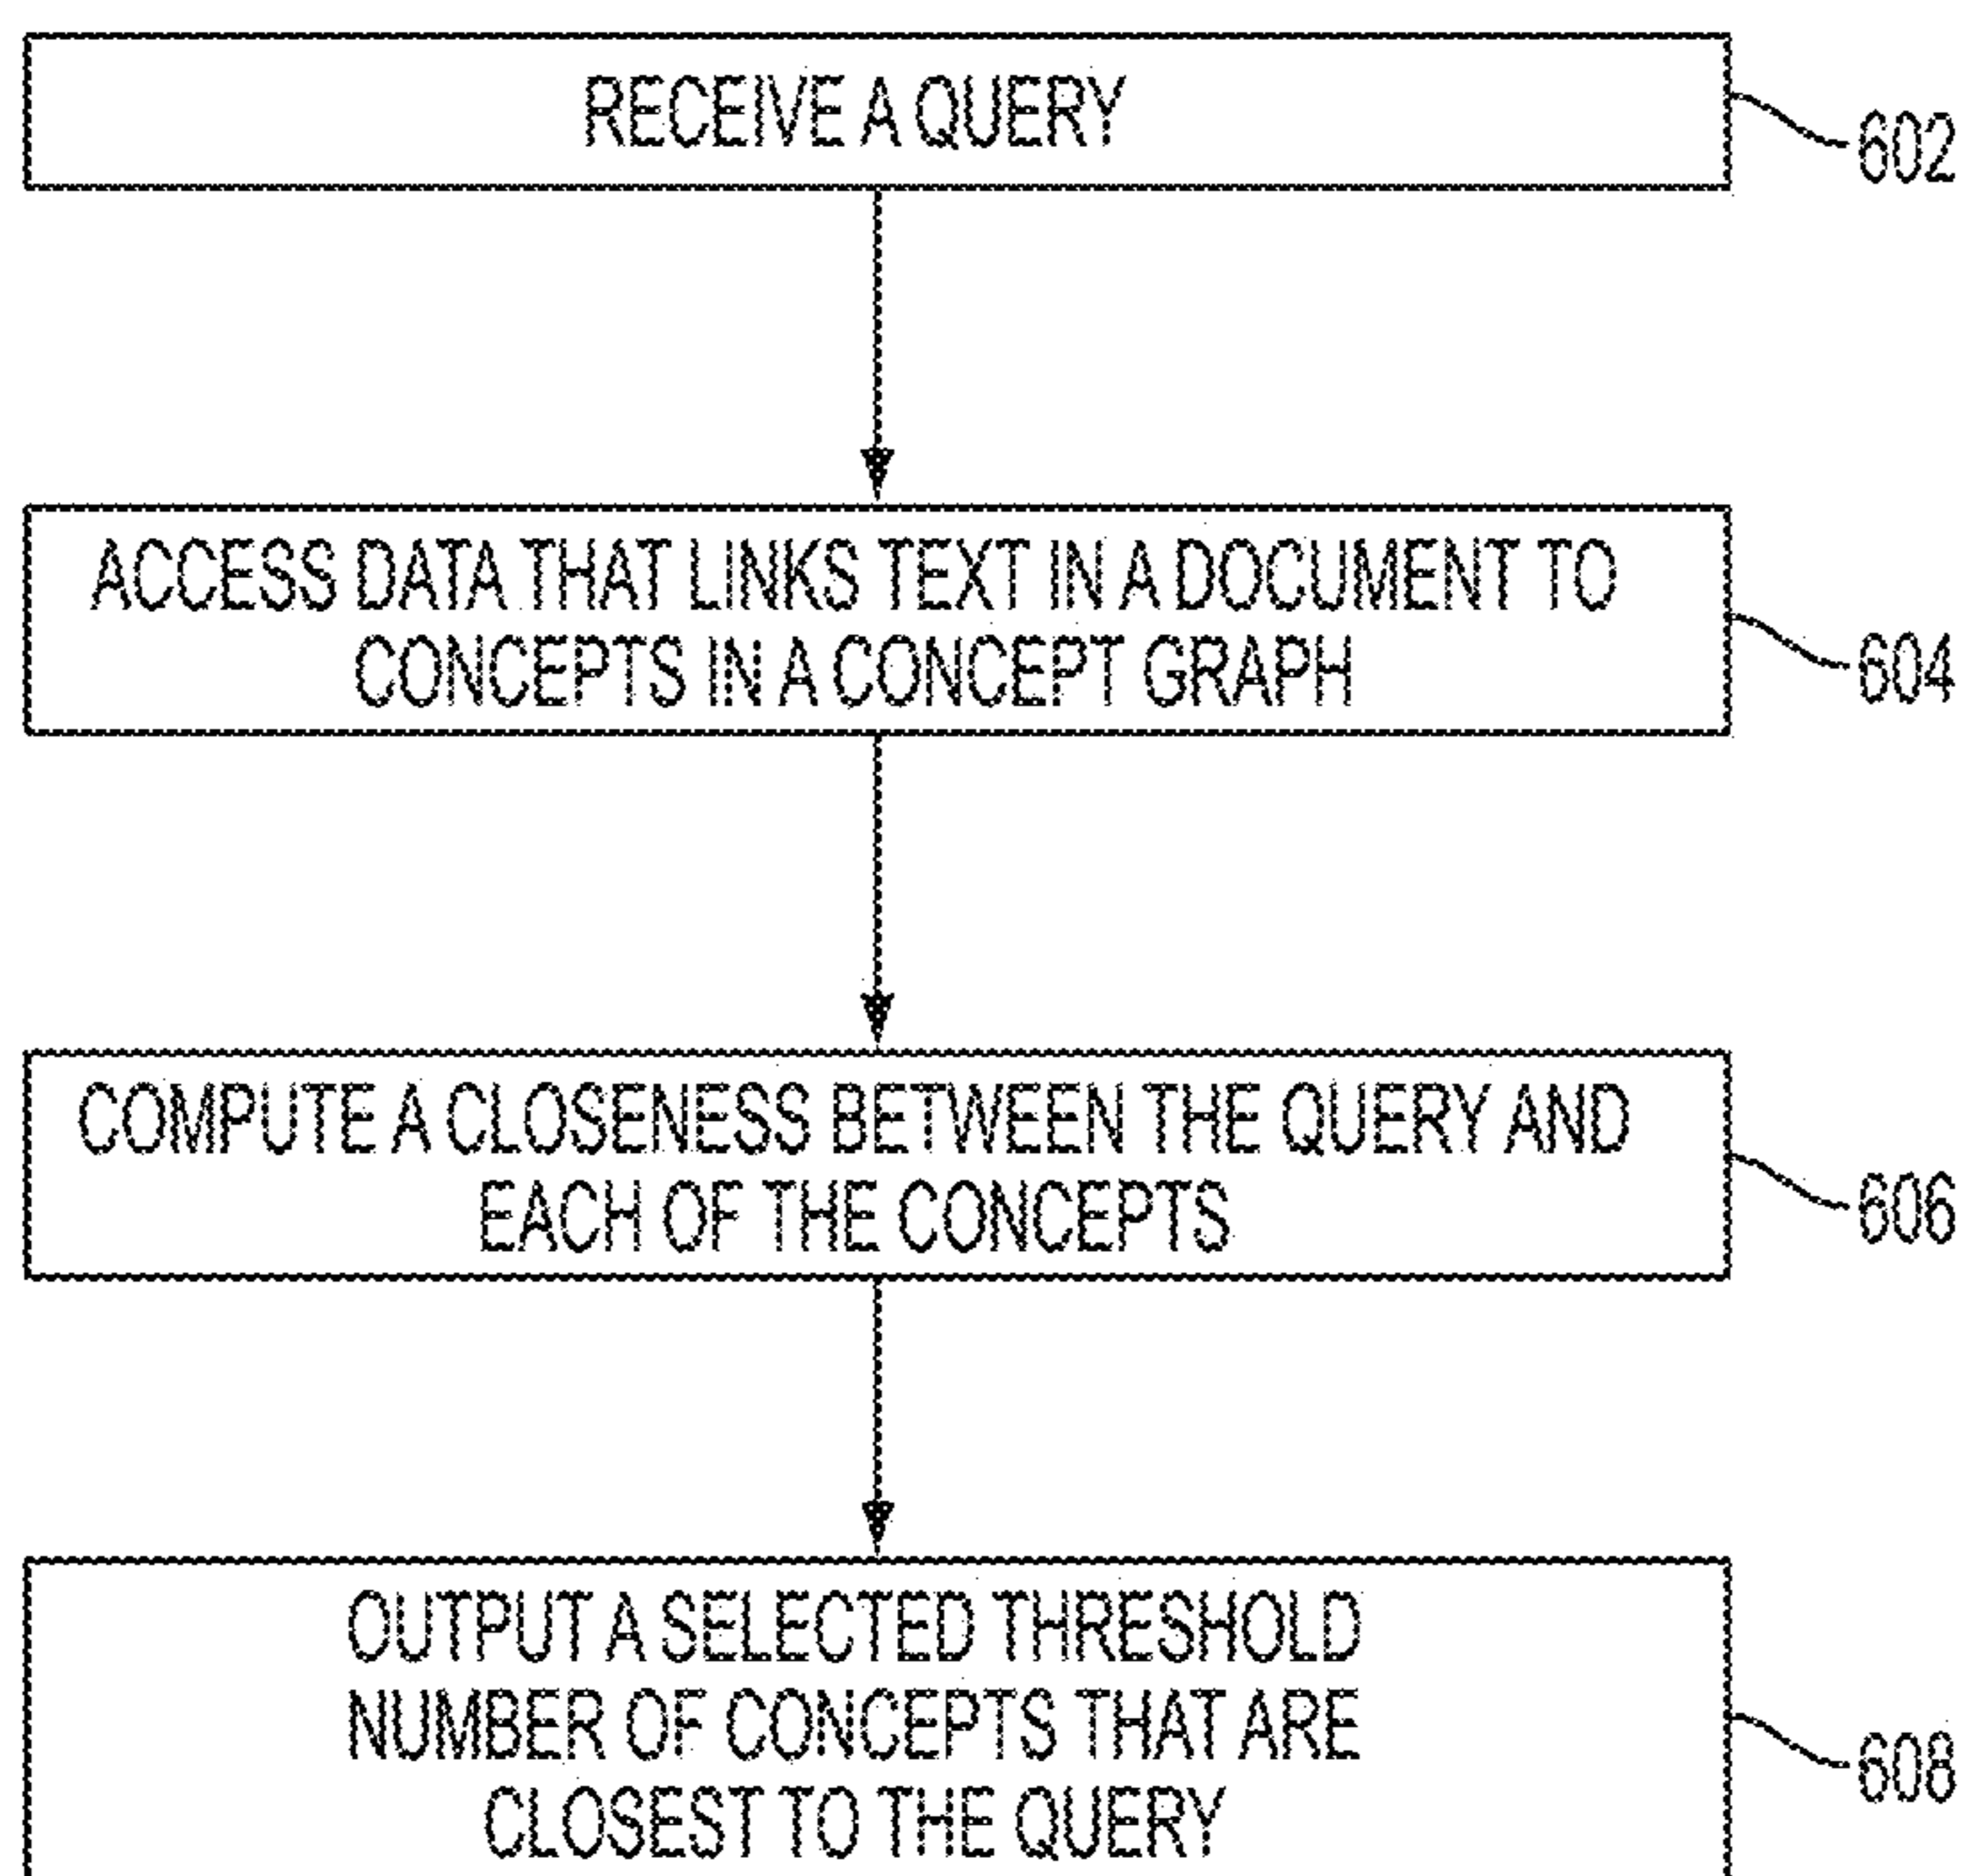 RECEIVE A QUERY
602
ACCESS DATA THAT LINKS TEXT IN A DOCUMENT TO
CONCEPTS IN A CONCEPT GRAPH
604
COMPUTE A CLOSENESS BETWEEN THE QUERY AND
EACH OF THE CONCEPTS
606
OUTPUT A SELECTED THRESHOLD
NUMBER OF CONCEPTS THAT ARE
CLOSEST TO THE QUERY
608